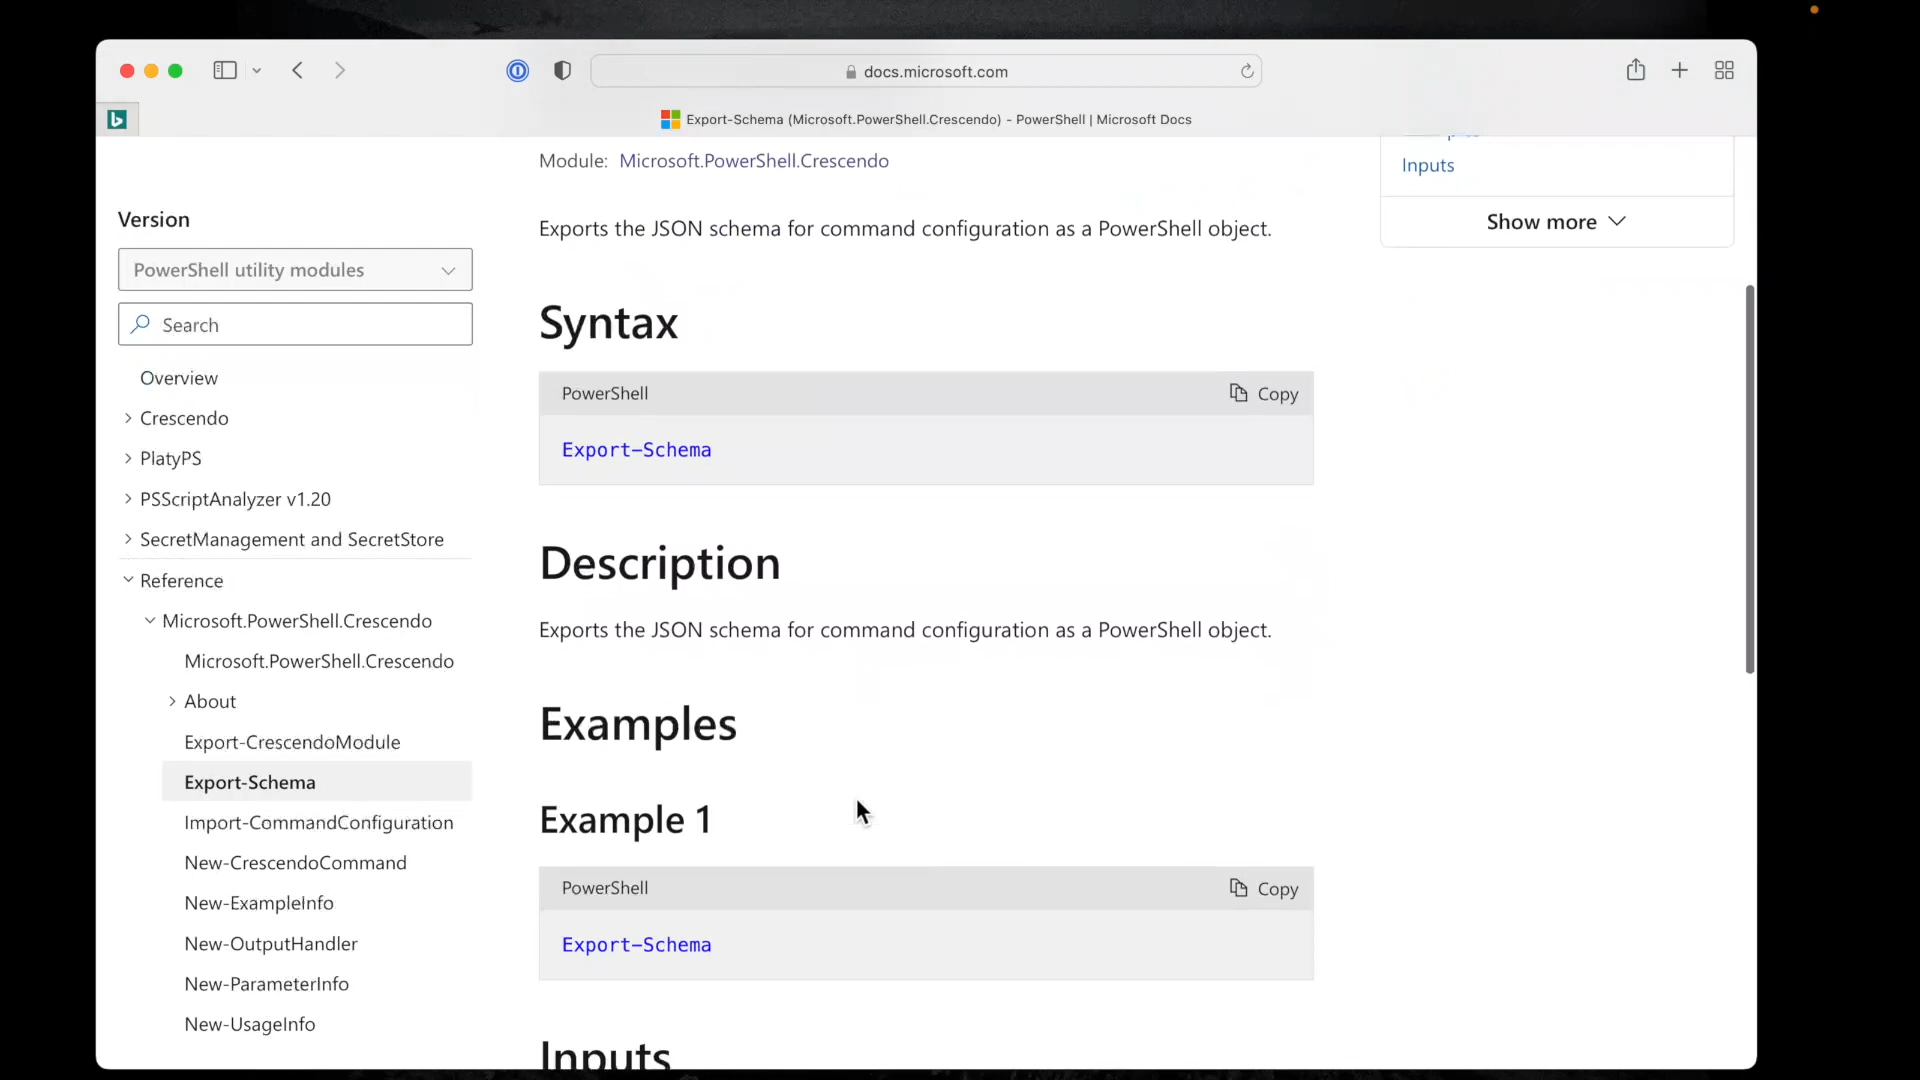 docs.microsoft.com
Export-Schema (Microsoft.PowerShell.Crescendo) - PowerShell | Microsoft Docs
Version
PowerShell utility modules
Search
Overview
Crescendo
PlatyPS
PSScriptAnalyzer v1.20
SecretManagement and SecretStore
Reference
Microsoft.PowerShell.Crescendo
Microsoft.PowerShell.Crescendo
About
Export-CrescendoModule
Export-Schema
Import-CommandConfiguration
New-CrescendoCommand
New-ExampleInfo
New-OutputHandler
New-ParameterInfo
New-UsageInfo
Module: Microsoft.PowerShell.Crescendo
Exports the JSON schema for command configuration as a PowerShell object.
Syntax
PowerShell Copy
Export-Schema
Description
Exports the JSON schema for command configuration as a PowerShell object.
Examples
Example 1
PowerShell Copy
Export-Schema
Inputs
Inputs
Show more